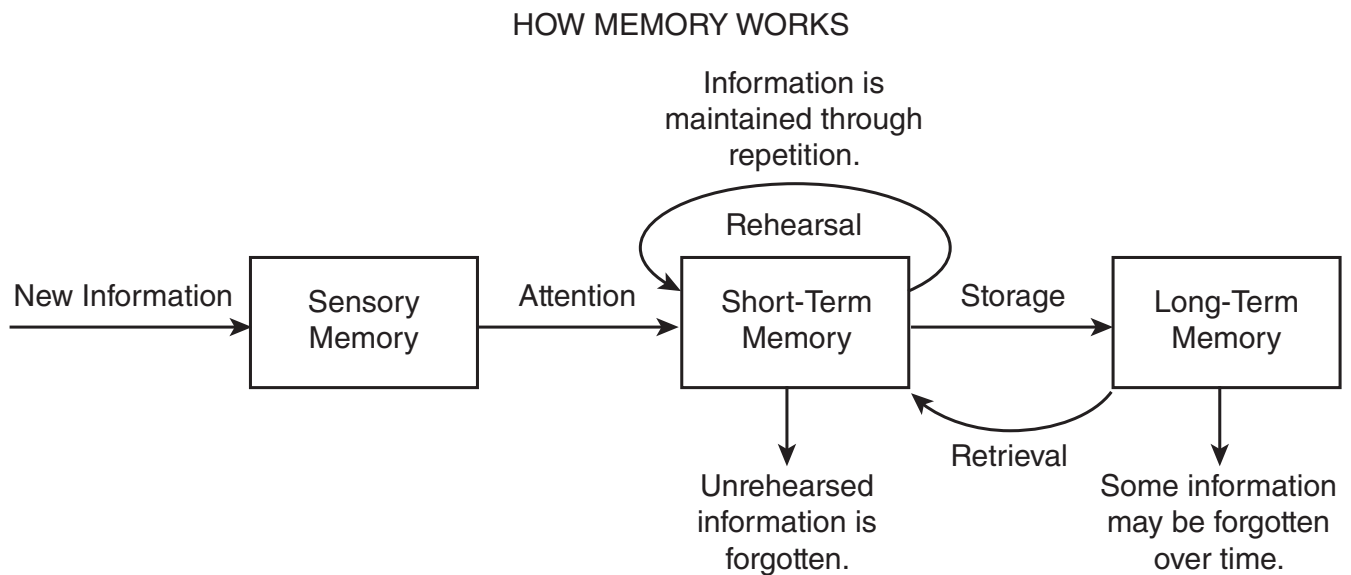 HOW MEMORY WORKS
Information is
maintained through
repetition.
Rehearsal
New Information
Sensory
Memory
Attention
Short-Term
Memory
Storage
Long-Term
Memory
Retrieval
Unrehearsed
information is
forgotten.
Some information
may be forgotten
over time.